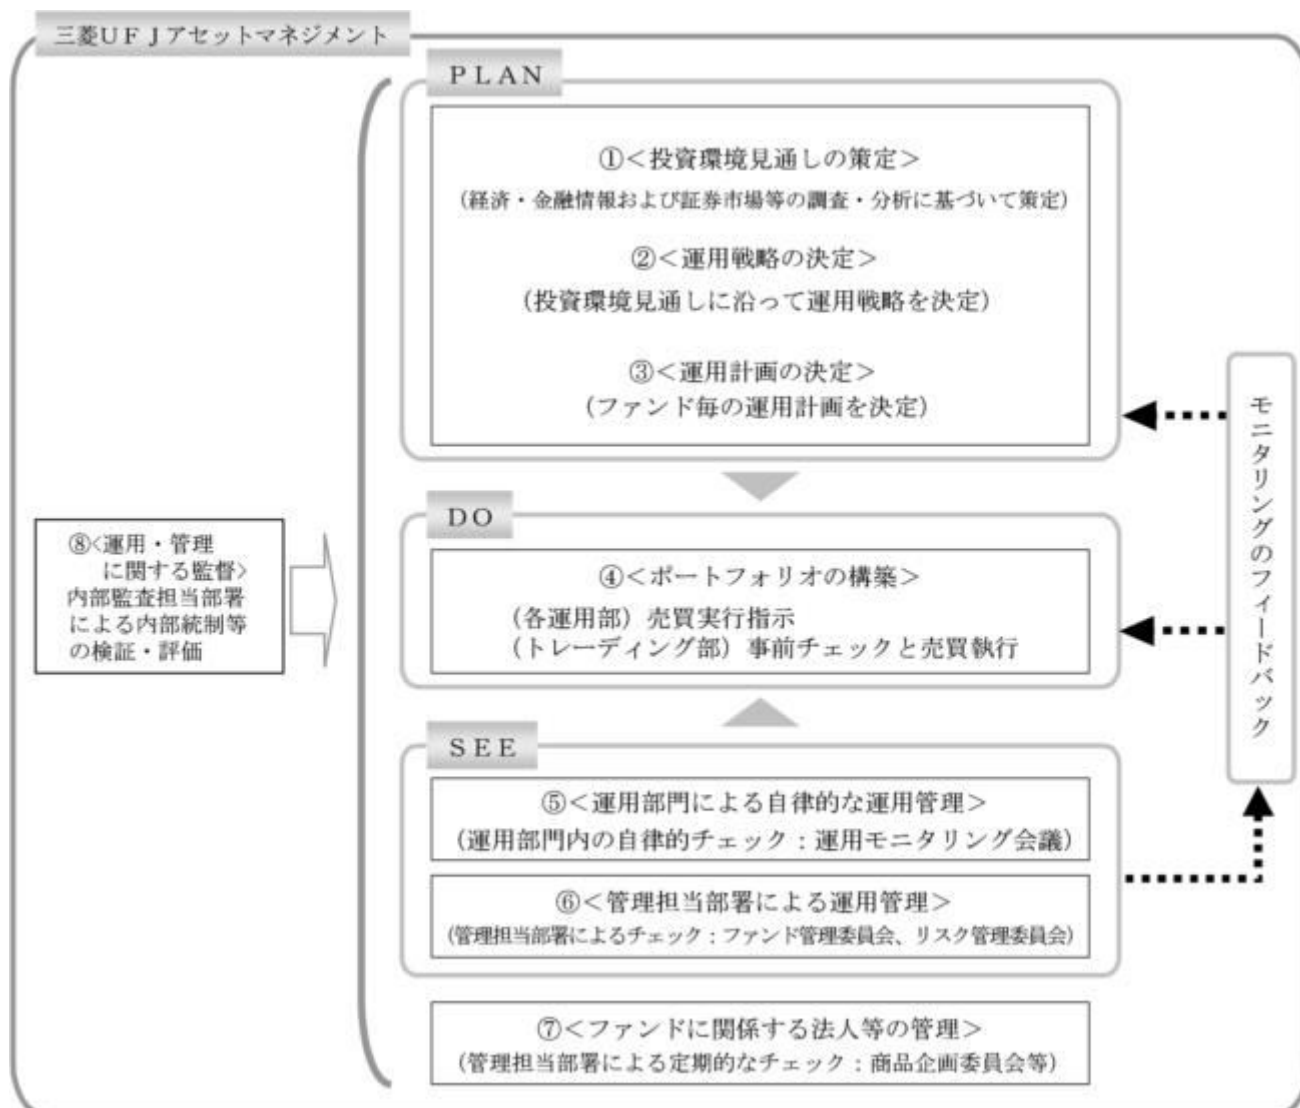 三菱ＵＦＪアセットマネジメント
ＰＬＡＮ
①＜投資環境見通しの策定＞
（経済・金融情報および証券市場等の調査・分析に基づいて策定）
②＜運用戦略の決定＞
（投資環境見通しに沿って運用戦略を決定）
③＜運用計画の決定＞
（ファンド毎の運用計画を決定）
モニタリングのフィードバック
ＤＯ
④＜ポートフォリオの構築＞
（各運用部）売買実行指示
（トレーディング部）事前チェックと売買執行
⑧<運用・管理
に関する監督>
内部監査担当部署
による内部統制等
の検証・評価
ＳＥＥ
⑤＜運用部門による自律的な運用管理＞
（運用部門内の自律的チェック：運用モニタリング会議）
⑥＜管理担当部署による運用管理＞
（管理担当部署によるチェック：ファンド管理委員会、リスク管理委員会）
⑦＜ファンドに関係する法人等の管理＞
（管理担当部署による定期的なチェック：商品企画委員会等）